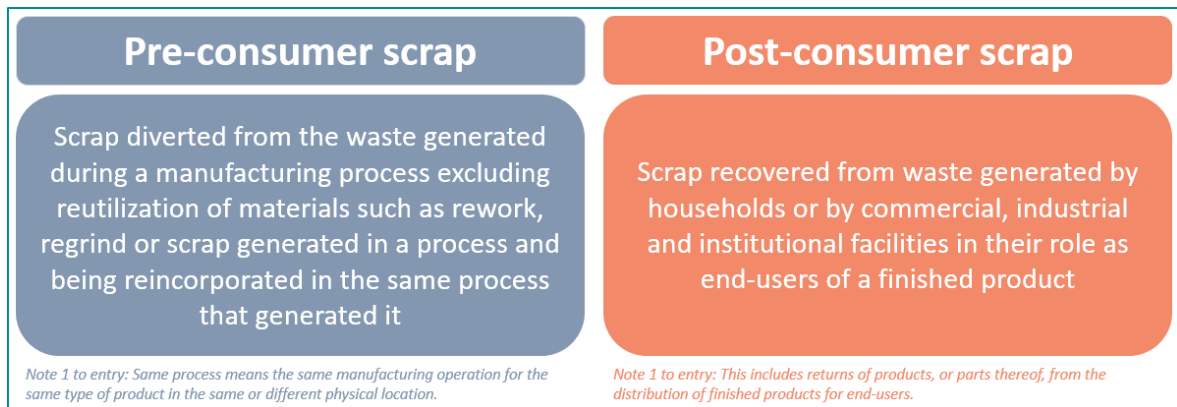 Pre-consumer scrap
Scrap diverted from the waste generated
during a manufacturing process excluding
reutilization of materials such as rework,
regrind or scrap generated in a process and
being reincorporated in the same process
that generated it
Note 1 to entry: Same process means the same manufacturing operation for the
same type of product in the same or different physical location.
Post-consumer scrap
Scrap recovered from waste generated by
households or by commercial, industrial
and institutional facilities in their role as
end-users of a finished product
Note 1 to entry: This includes returns of products, or parts thereof, from the
distribution of finished products for end-users.